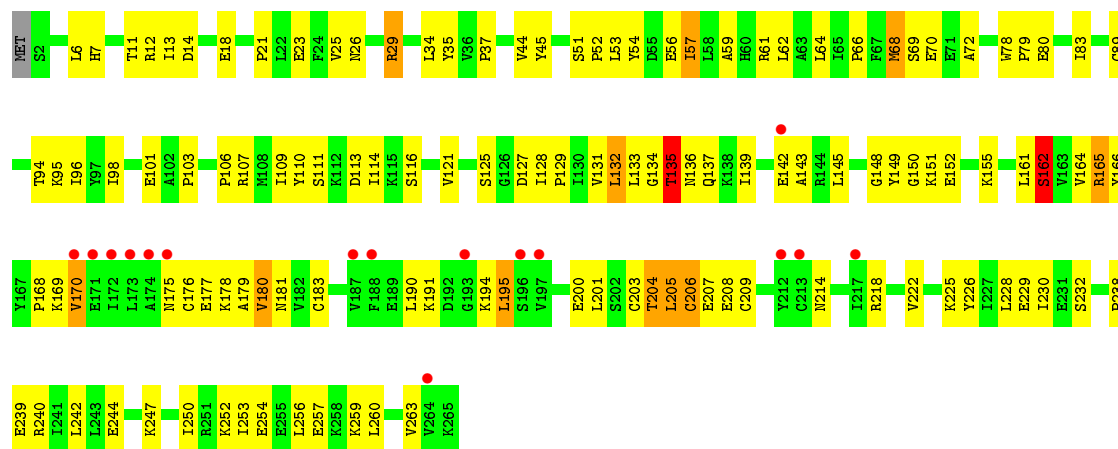 MET S2 L6 H7 T11 R12 I13 D14 E18 P21 L22 E23 F24 V25 N26 R29 L34 Y35 V36 P37 V44 Y45 S51 P52 L53 Y54 D55 E56 I57 L58 A59 H60 R61 L62 A63 L64 I65 P66 F67 M68 S69 E70 E71 A72 W78 P79 E80 I83
T94 K95 I96 Y97 I98 E101 A102 P103 P106 R107 M108 I109 Y110 S111 K112 D113 I114 K115 S116 V121 S125 G126 D127 I128 P129 I130 V131 L132 L133 G134 T135 N136 Q137 K138 I139 E142 A143 R144 L145 G148 Y149 G150 K151 E152 K155 L161 S162 V163 V164 R165
Y167 P168 K169 V170 E171 I172 L173 A174 N175 C176 E177 K178 A179 V180 N181 V182 C183 V187 F188 E189 L190 K191 D192 G193 K194 L195 S196 V197 E200 L201 S202 C203 T204 L205 C206 E207 E208 C209 Y212 C213 N214 I217 R218 V222 K225 Y226 I227 L228 E229 I230 E231 S232
E239 R240 I241 L242 L243 E244 K247 I250 R251 K252 I253 E254 E255 L256 E257 K258 K259 L260 V263 V264 K265